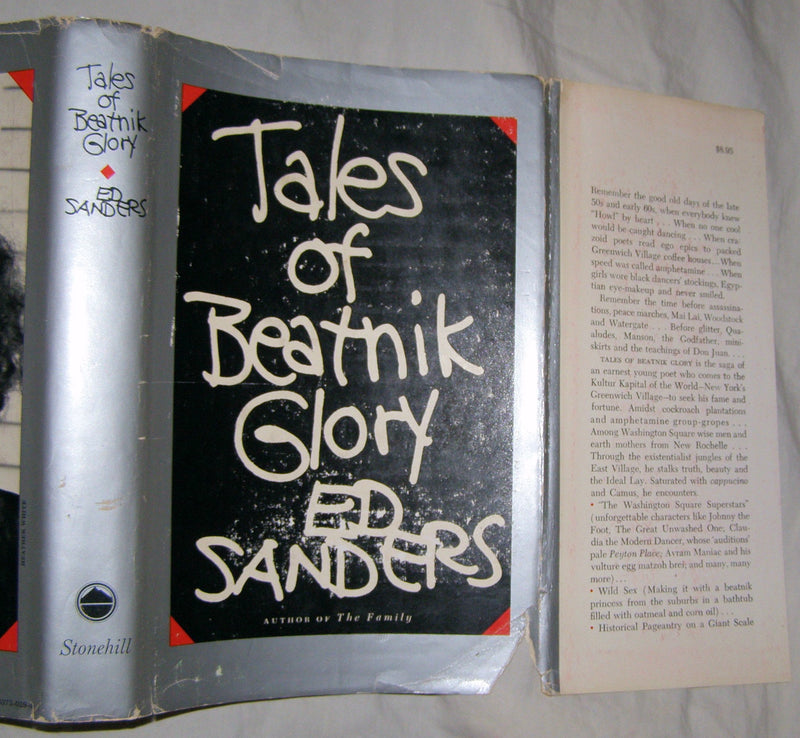 Tales
of
Beatnik
Glory
ED
SANDERS
Stonehill
HEATHER WHITE
Tales
of
Beatnik
Glory
ED
SANDERS
AUTHOR OF The Family
$8.95
Remember the good old days of the late
50s and early 60s, when everybody knew
"Howl" by heart . . . When no one cool
would be caught dancing . . . When cra-
zoid poets read ego epics to packed
Greenwich Village coffee houses...When
speed was called amphetamine . . . When
girls wore black dancers' stockings, Egyp-
tian eye-makeup and never smiled.
Remember the time before assassina-
tions, peace marches, Mai Lai, Woodstock
and Watergate . . . Before glitter, Qua-
aludes, Manson, the Godfather, mini-
skirts and the teachings of Don Juan. . . .
TALES OF BEATNIK GLORY is the saga of
an earnest young poet who comes to the
Kultur Kapital of the World—New York's
Greenwich Village—to seek his fame and
fortune. Amidst cockroach plantations
and amphetamine group-gropes . . .
Among Washington Square wise men and
earth mothers from New Rochelle . . .
Through the existentialist jungles of the
East Village, he stalks truth, beauty and
the Ideal Lay. Saturated with cappucino
and Camus, he encounters.
• "The Washington Square Superstars"
(unforgettable characters like Johnny the
Foot, The Great Unwashed One, Clau-
dia the Modern Dancer, whose 'auditions'
pale Peyton Place; Avram Maniac and his
vulture egg matzoh brei; and many, many
more) . . .
• Wild Sex (Making it with a beatnik
princess from the suburbs in a bathtub
filled with oatmeal and corn oil) . . .
• Historical Pageantry on a Giant Scale